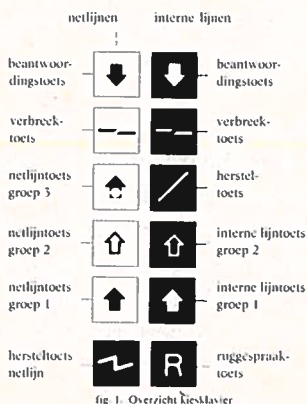 netlijnen interne lijnen
beantwoor-
dingstoets
beantwoor-
dingstoets
verbreek-
toets
verbreek-
toets
netlijntoets
groep 3
herstel-
toets
netlijntoets
groep 2
interne lijntoets
groep 2
netlijntoets
groep 1
interne lijntoets
groep 1
hersteltoets
netlijn
R
ruggespraak-
toets
fig. 1. Overzicht kiesklavier